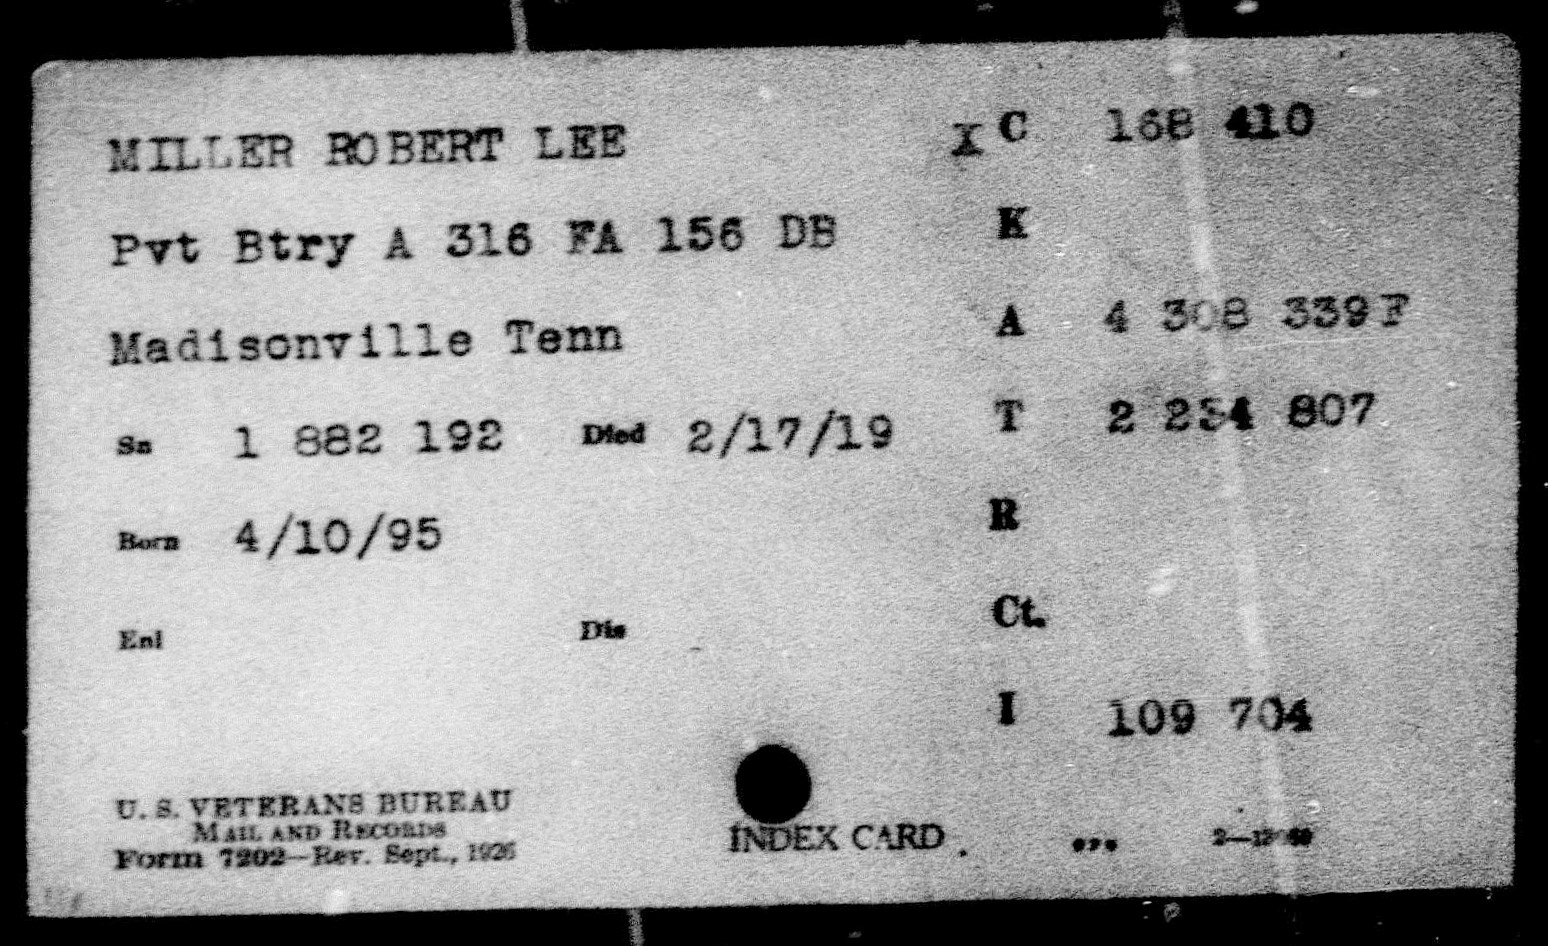 MILLER ROBERT LEE X C 168 410
Pvt Btry A 316 FA 156 DB K
Madisonville Tenn A 4 308 339F
Sn 1 882 192 Died 2/17/19 T 2 234 807
Born 4/10/95 R
Enl Dis Ct.
I 109 704
U. S. VETERANS BUREAU
MAIL AND RECORDS
Form 7202—Rev. Sept., 1926
INDEX CARD